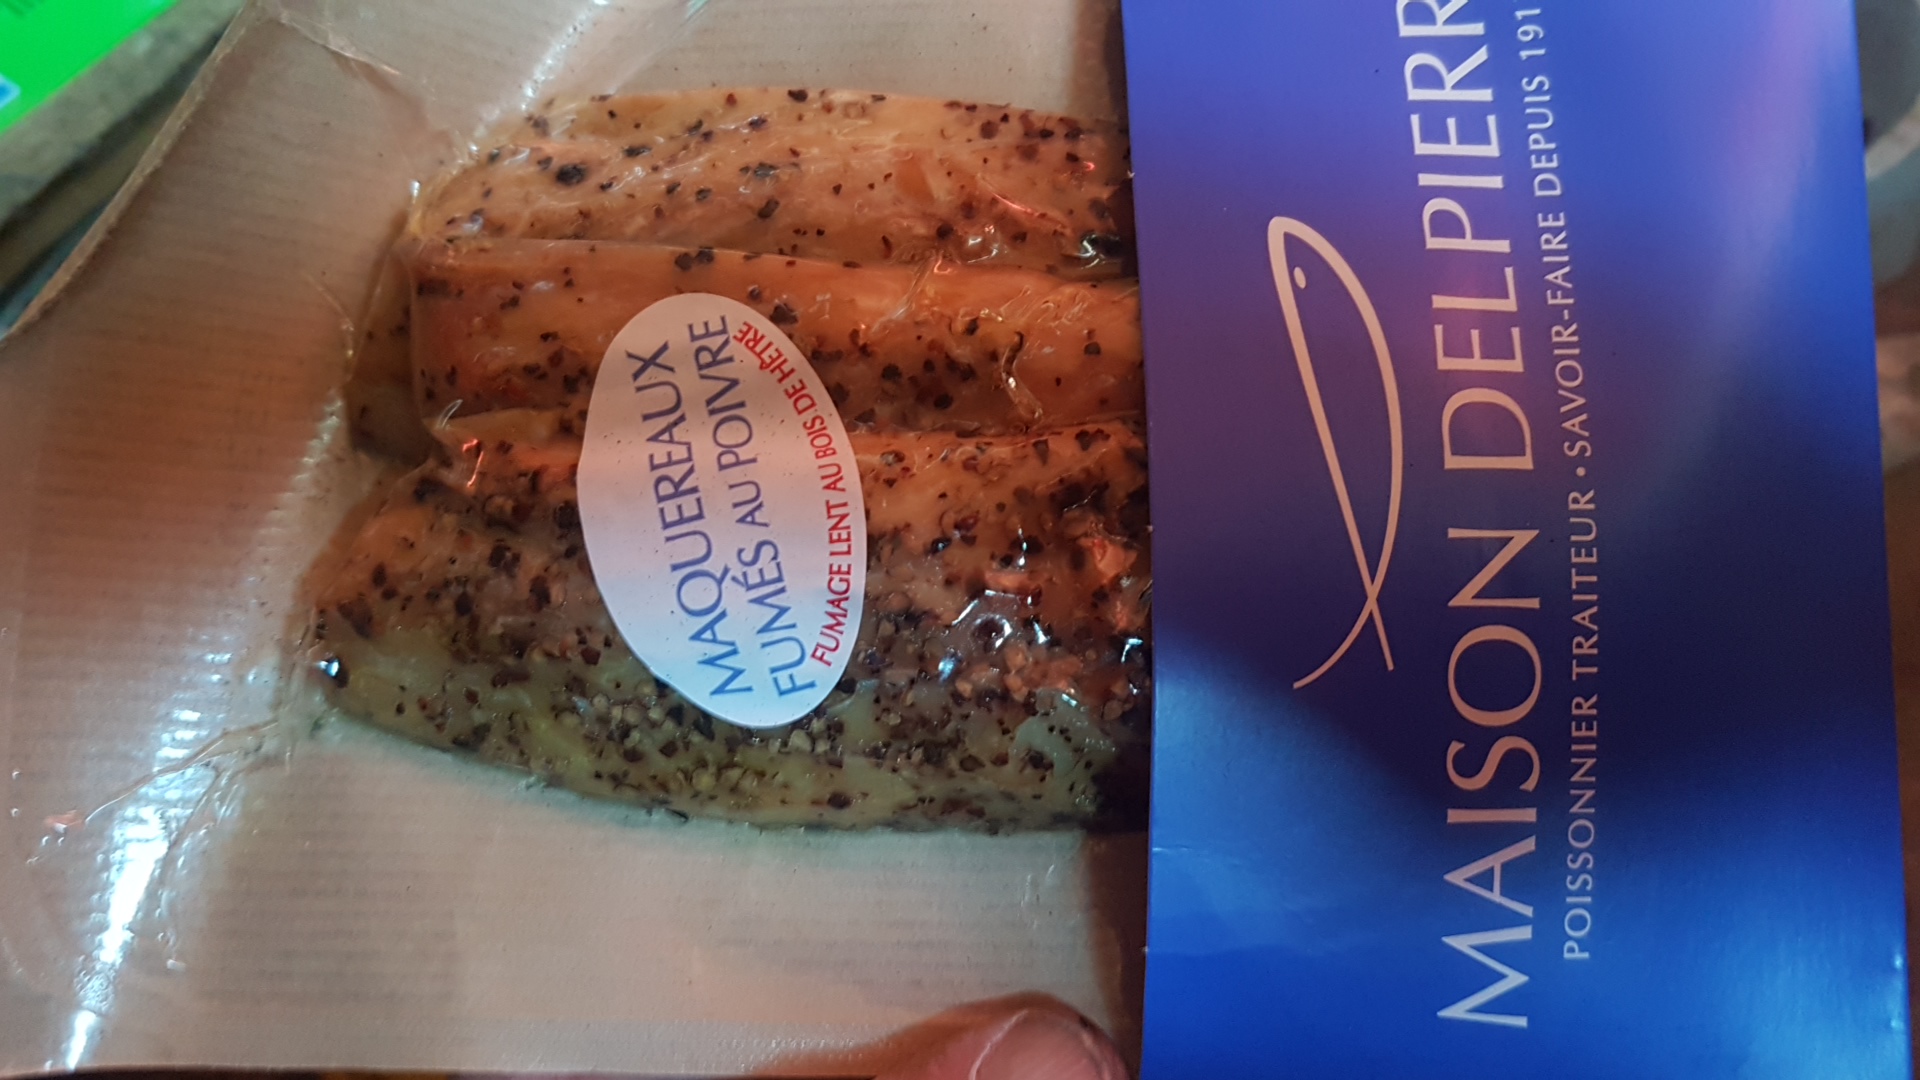 MAQUEREAUX
FUMÉS AU POIVRE
FUMAGE LENT AU BOIS DE HÊTRE
MAISON DELPIERR
POISSONNIER TRAITEUR • SAVOIR-FAIRE DEPUIS 191